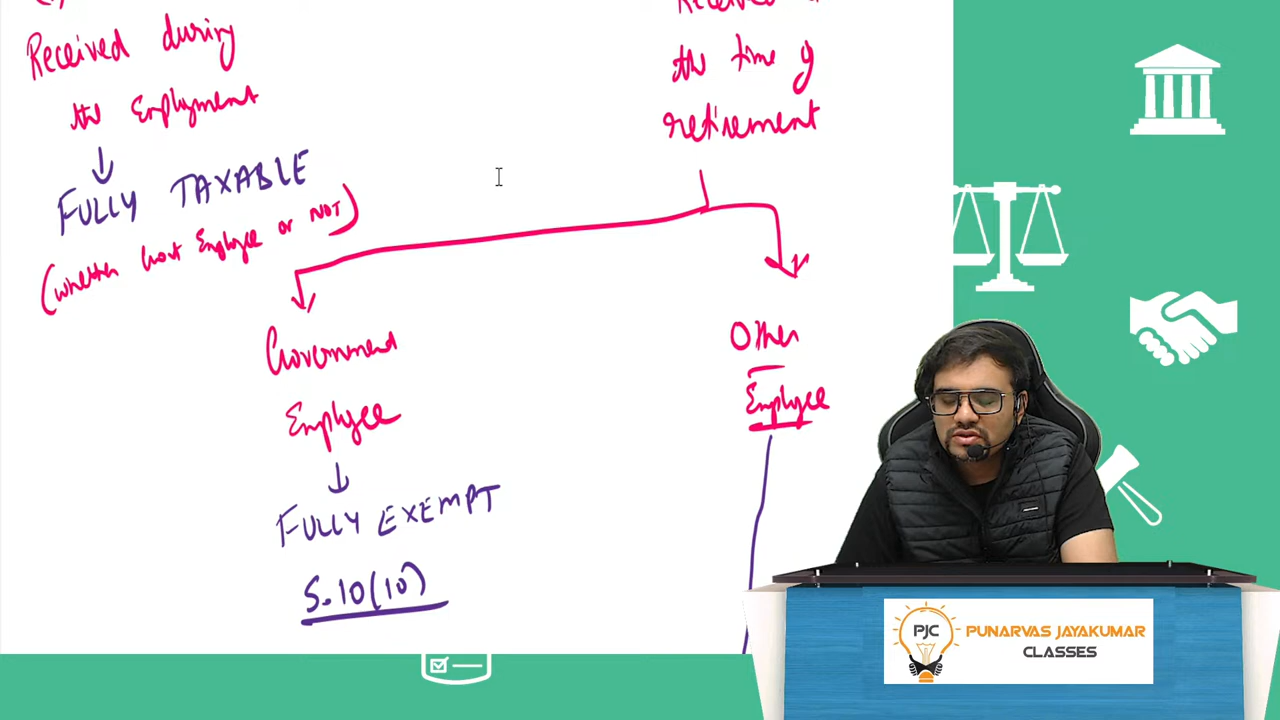 Received during
the Employment
↓
FULLY TAXABLE
(whether Govt Employee or NOT)
the time of
retirement
Government
Employee
↓
FULLY EXEMPT
S.10(10)
Other
Employee
PJC
PUNARVAS JAYAKUMAR
CLASSES